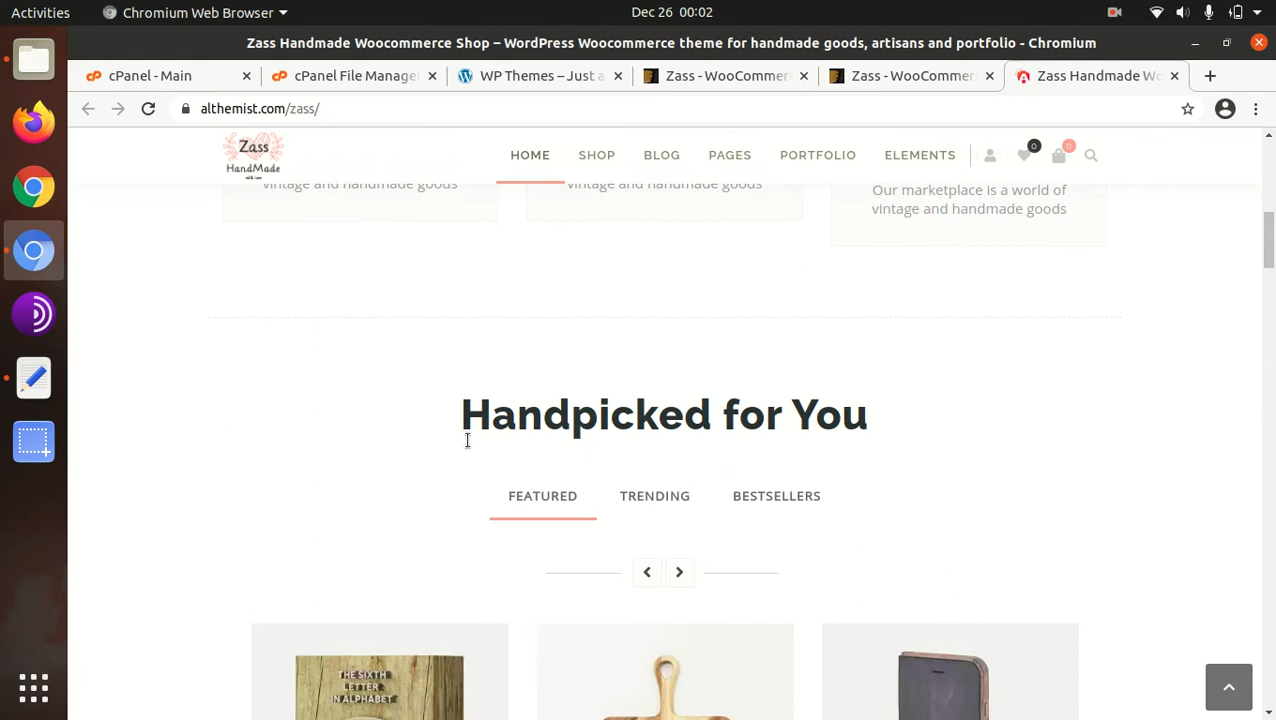 Activities Chromium Web Browser Dec 26 00:02
Zass Handmade Woocommerce Shop – WordPress Woocommerce theme for handmade goods, artisans and portfolio - Chromium
cPanel - Main cPanel File Manage WP Themes – Just a Zass - WooCommer Zass - WooCommer Zass Handmade Wo
althemist.com/zass/
Zass
HandMade
with love
HOME SHOP BLOG PAGES PORTFOLIO ELEMENTS 0 0
vintage and handmade goods vintage and handmade goods
Our marketplace is a world of
vintage and handmade goods
Handpicked for You
FEATURED TRENDING BESTSELLERS
THE SIXTH
LETTER
IN ALPHABET